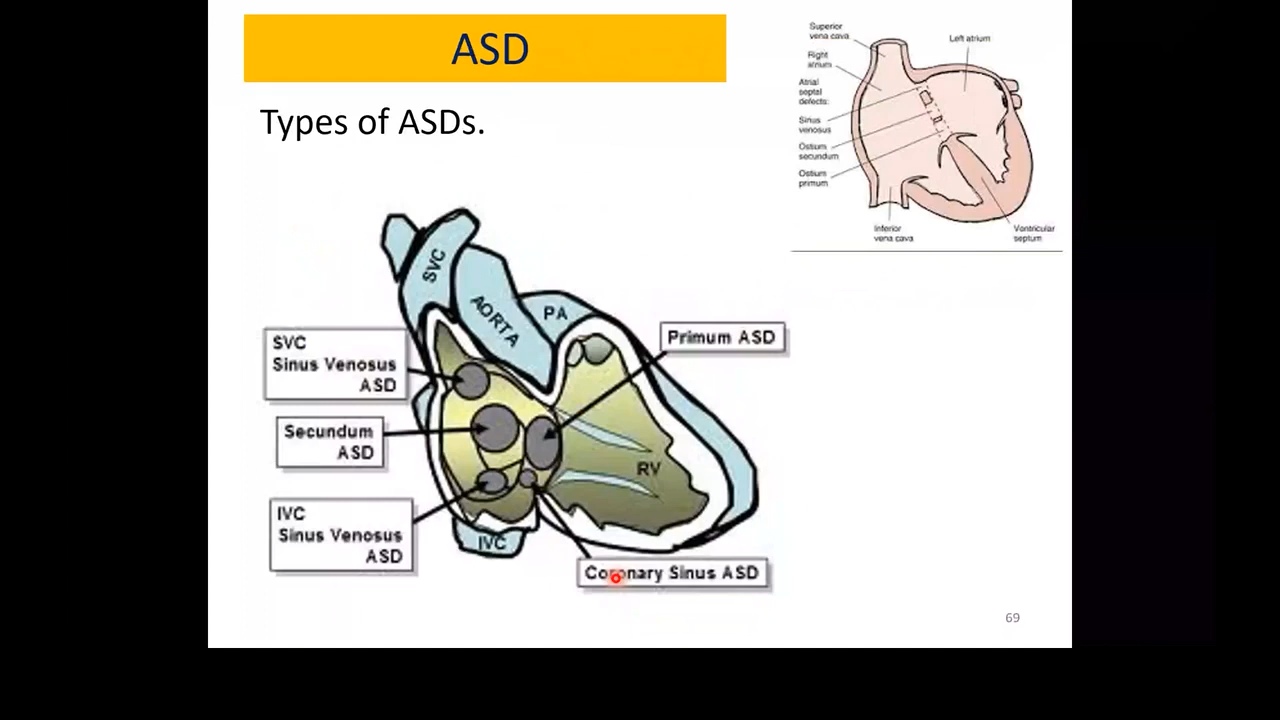 ASD
Types of ASDs.
Superior
vena cava
Left atrium
Right
atrium
Atrial
septal
defects:
Sinus
venosus
Ostium
secundum
Ostium
primum
Inferior
vena cava
Ventricular
septum
SVC
AORTA
PA
SVC
Sinus Venosus
ASD
Primum ASD
Secundum
ASD
RV
IVC
Sinus Venosus
ASD
IVC
Coronary Sinus ASD
69